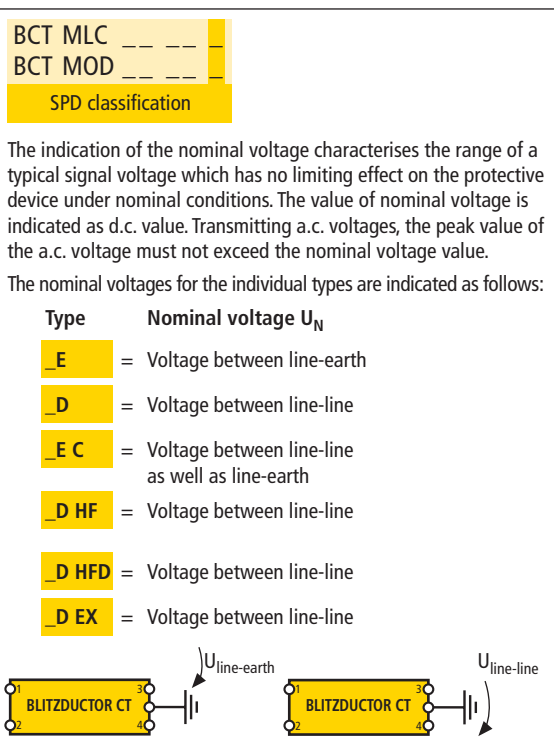 BCT MLC _ _ _ _ _
BCT MOD _ _ _ _ _
SPD classification
The indication of the nominal voltage characterises the range of a
typical signal voltage which has no limiting effect on the protective
device under nominal conditions. The value of nominal voltage is
indicated as d.c. value. Transmitting a.c. voltages, the peak value of
the a.c. voltage must not exceed the nominal voltage value.
The nominal voltages for the individual types are indicated as follows:
Type Nominal voltage UN
_E = Voltage between line-earth
_D = Voltage between line-line
_E C = Voltage between line-line
as well as line-earth
_D HF = Voltage between line-line
_D HFD = Voltage between line-line
_D EX = Voltage between line-line
Uline-earth Uline-line
1 3 1 3
BLITZDUCTOR CT BLITZDUCTOR CT
2 4 2 4